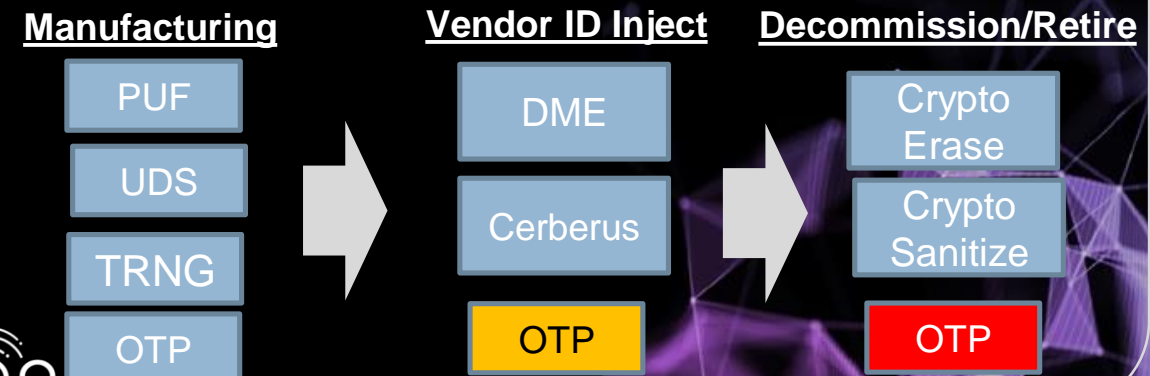 Manufacturing
PUF
UDS
TRNG
OTP
Vendor ID Inject
DME
Cerberus
OTP
Decommission/Retire
Crypto
Erase
Crypto
Sanitize
OTP